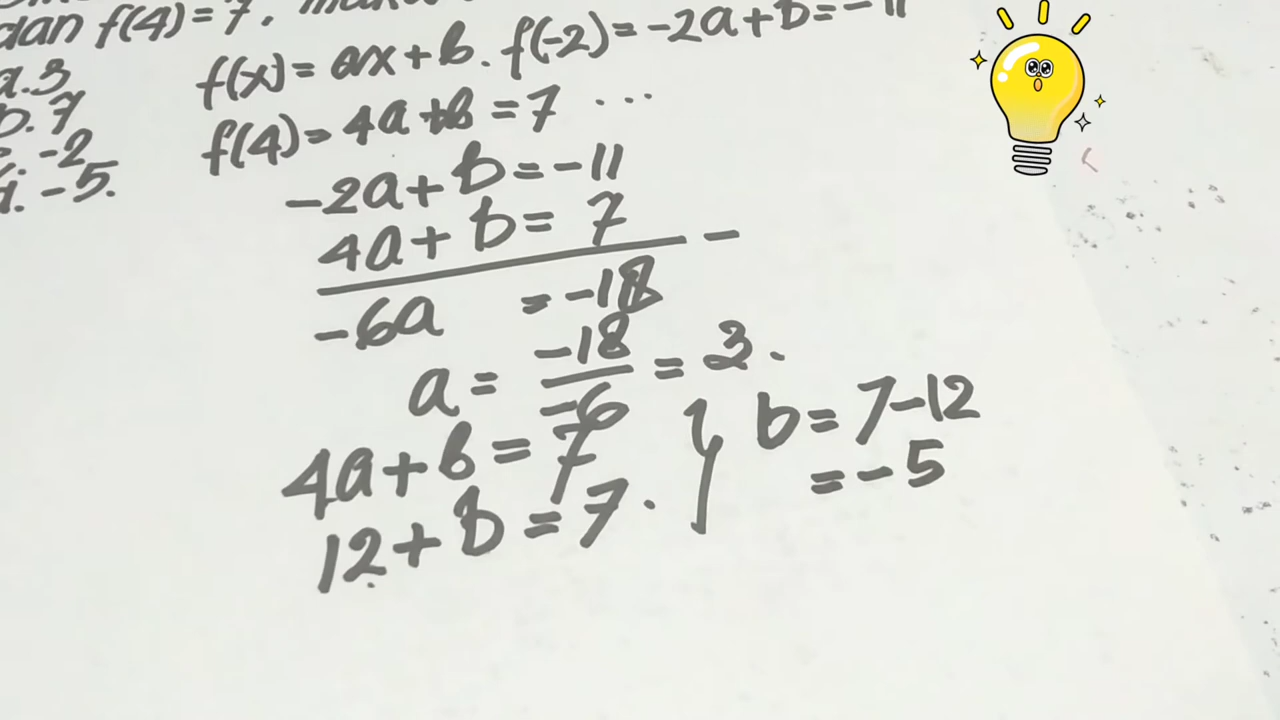 dan f(4) = 7.
a. 3
b. 7
c. -2
d. -5.
f(x) = ax + b. f(-2) = -2a + b = -11
f(4) = 4a + b = 7 ...
-2a + b = -11
4a + b = 7 -
-6a = -18
a = -18/-6 = 3.
4a + b = 7
12 + b = 7.
b = 7 - 12
= -5